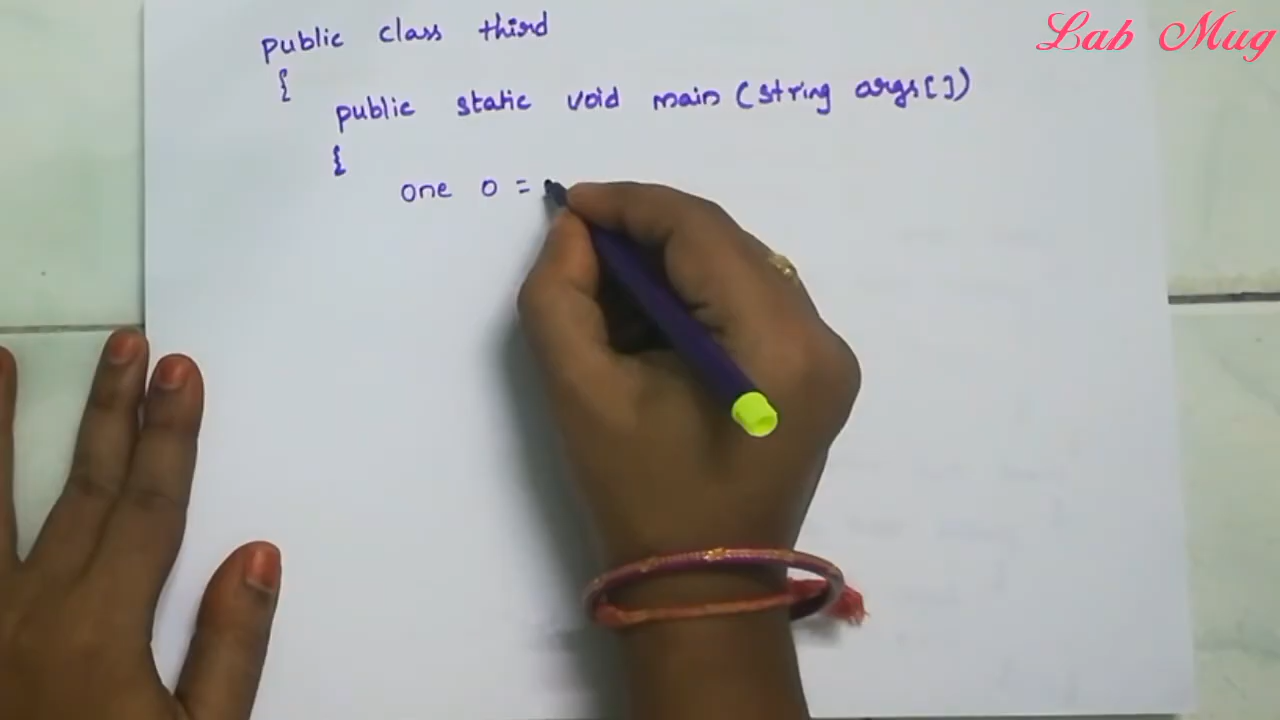 Lab Mug
public class third
{
public static void main (string args[])
{
one o =